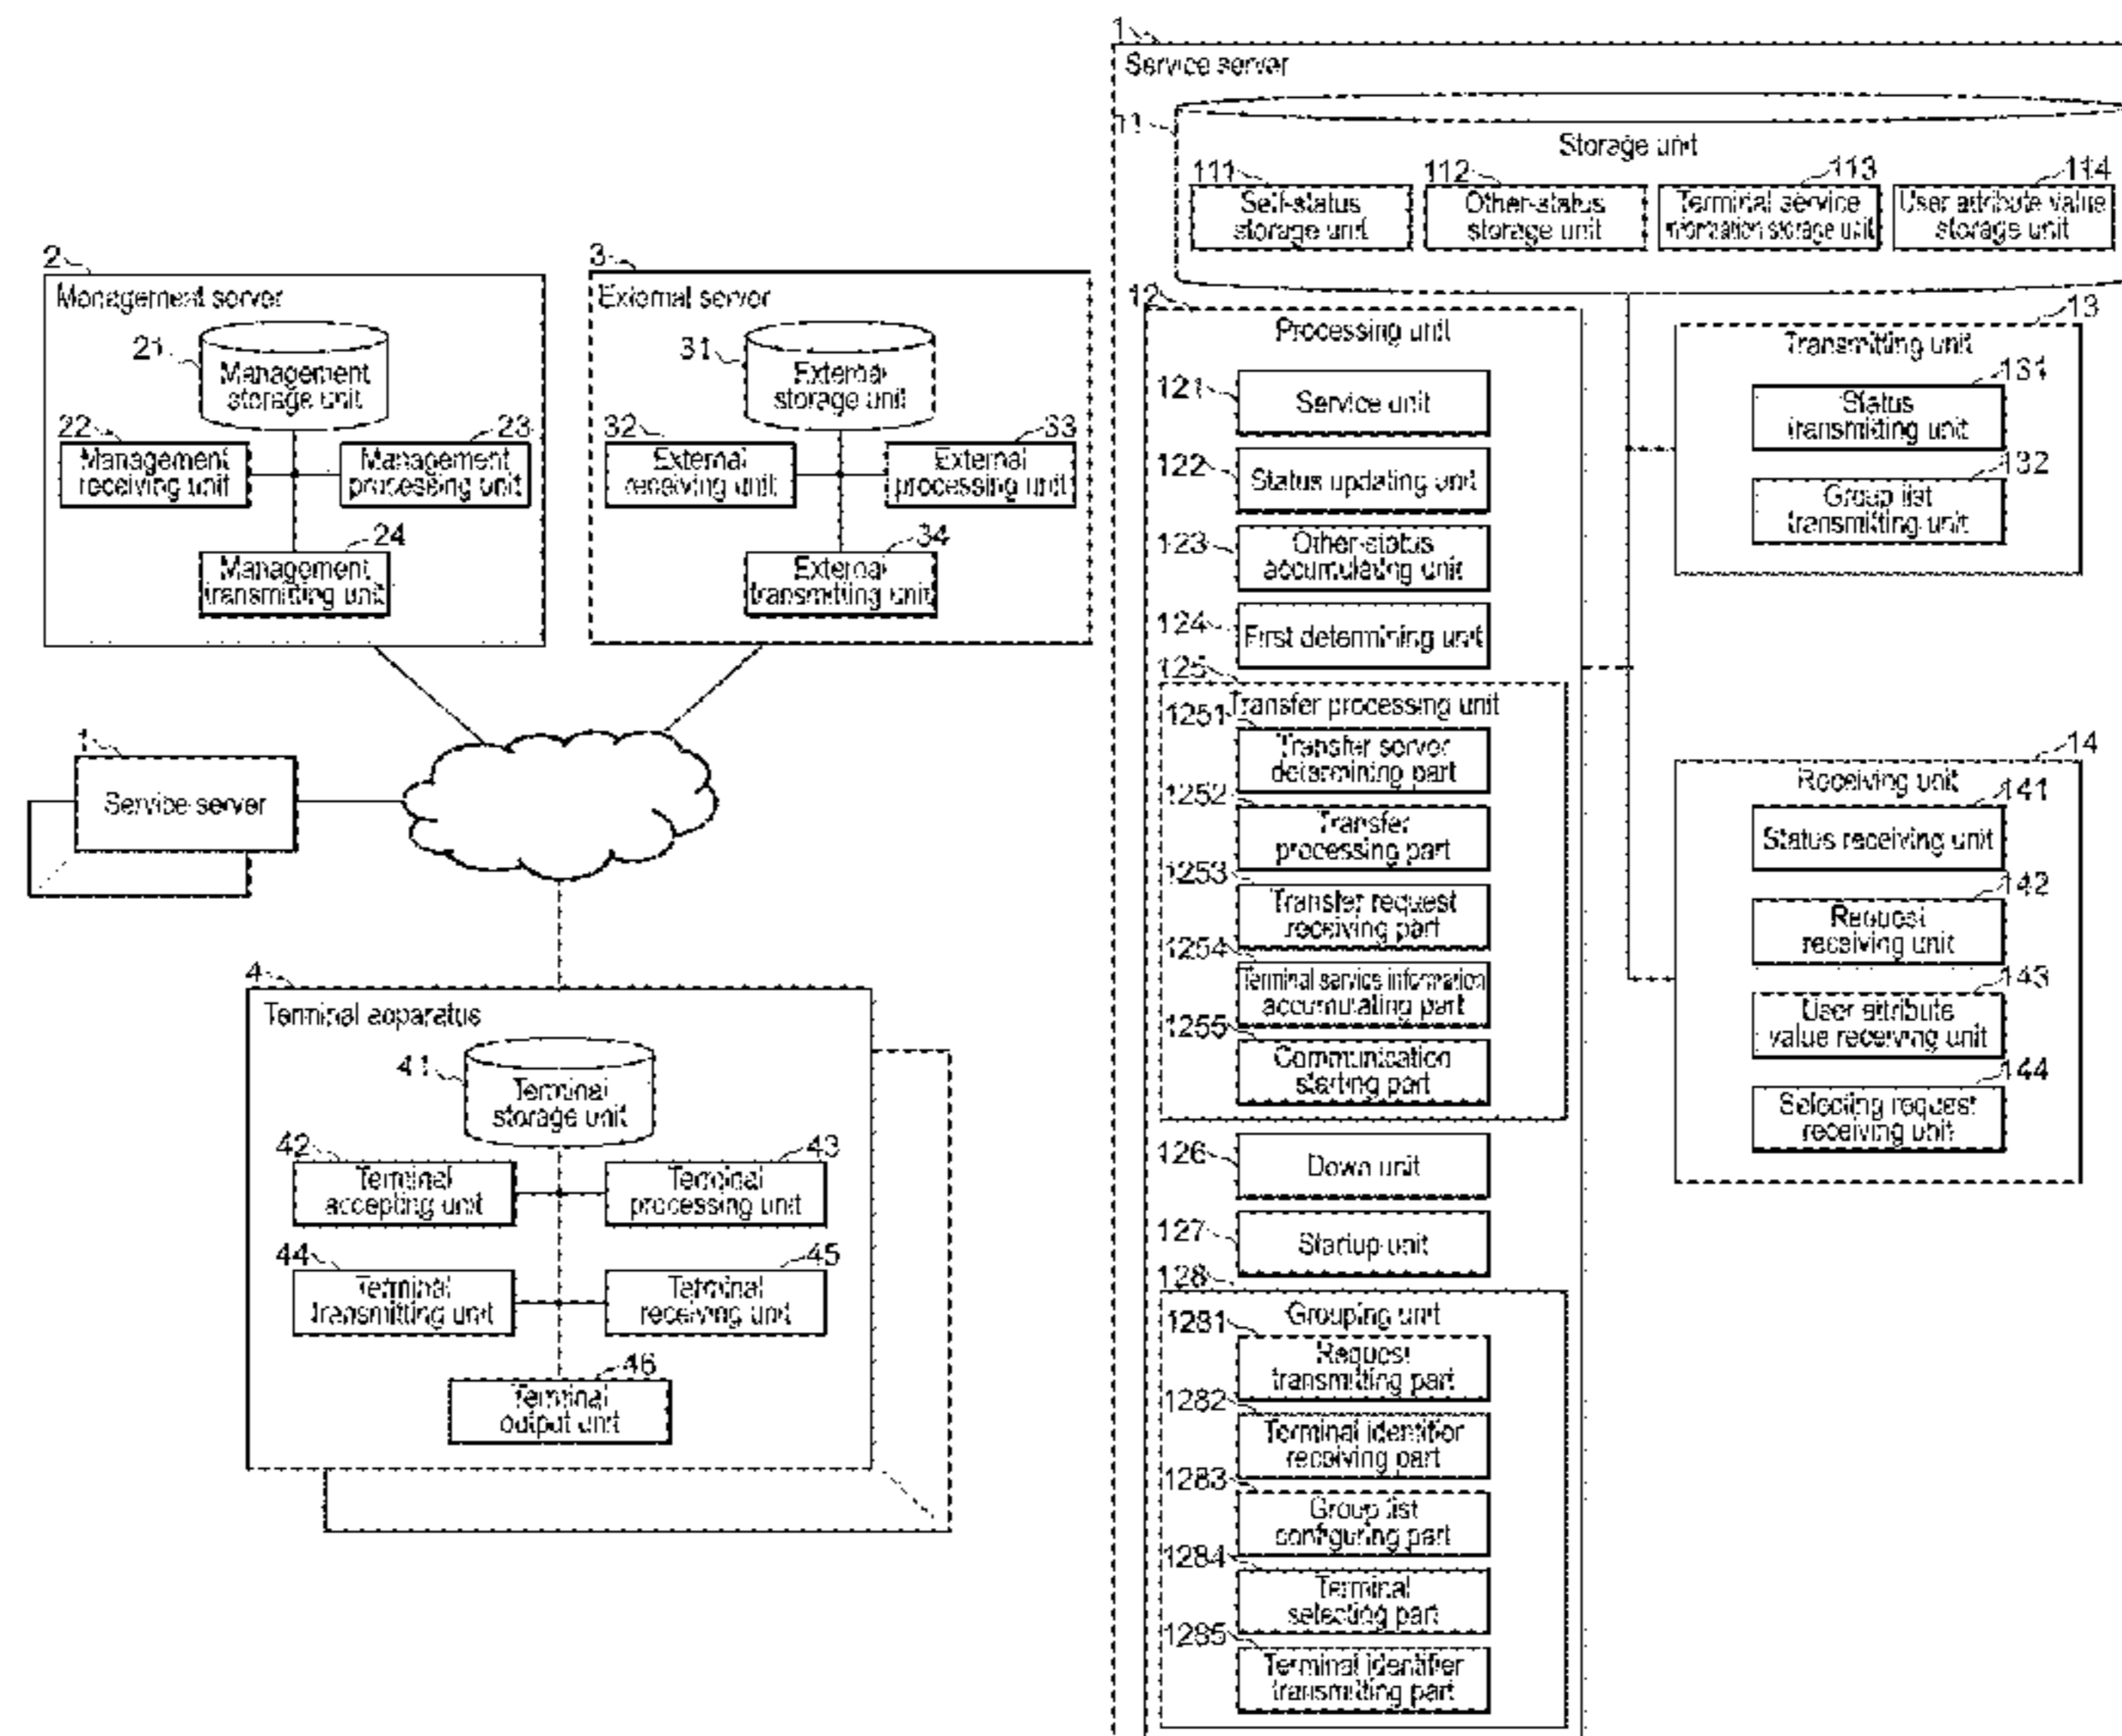 2
Management server
21
Management
storage unit
22
Management
receiving unit
23
Management
processing unit
24
Management
transmitting unit
3
External server
31
External
storage unit
32
External
receiving unit
33
External
processing unit
34
External
transmitting unit
1
Service server
4
Terminal apparatus
41
Terminal
storage unit
42
Terminal
accepting unit
43
Terminal
processing unit
44
Terminal
transmitting unit
45
Terminal
receiving unit
46
Terminal
output unit
1
Service server
11
Storage unit
111
Self-status
storage unit
112
Other-status
storage unit
113
Terminal service
information storage unit
114
User attribute value
storage unit
12
Processing unit
121
Service unit
122
Status updating unit
123
Other-status
accumulating unit
124
First determining unit
125
Transfer processing unit
1251
Transfer server
determining part
1252
Transfer
processing part
1253
Transfer request
receiving part
1254
Terminal service information
accumulating part
1255
Communication
starting part
126
Down unit
127
Startup unit
128
Grouping unit
1281
Request
transmitting part
1282
Terminal identifier
receiving part
1283
Group list
configuring part
1284
Terminal
selecting part
1285
Terminal identifier
transmitting part
13
Transmitting unit
131
Status
transmitting unit
132
Group list
transmitting unit
14
Receiving unit
141
Status receiving unit
142
Request
receiving unit
143
User attribute
value receiving unit
144
Selecting request
receiving unit